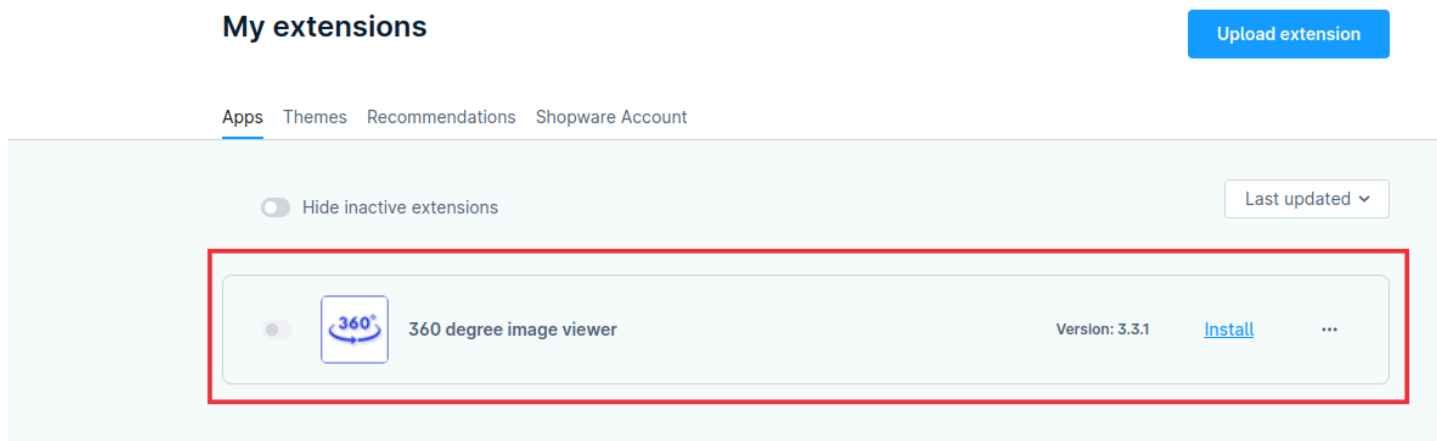 My extensions
Upload extension
Apps Themes Recommendations Shopware Account
Hide inactive extensions
Last updated
360°
360 degree image viewer
Version: 3.3.1
Install